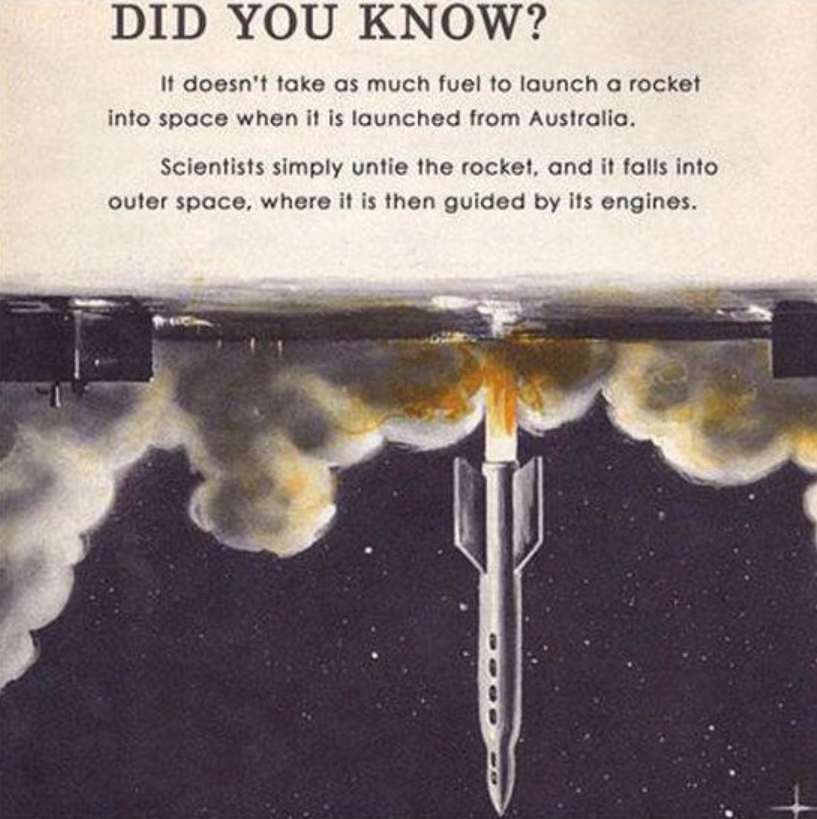 DID YOU KNOW?
It doesn't take as much fuel to launch a rocket
into space when it is launched from Australia.
Scientists simply untie the rocket, and it falls into
outer space, where it is then guided by its engines.